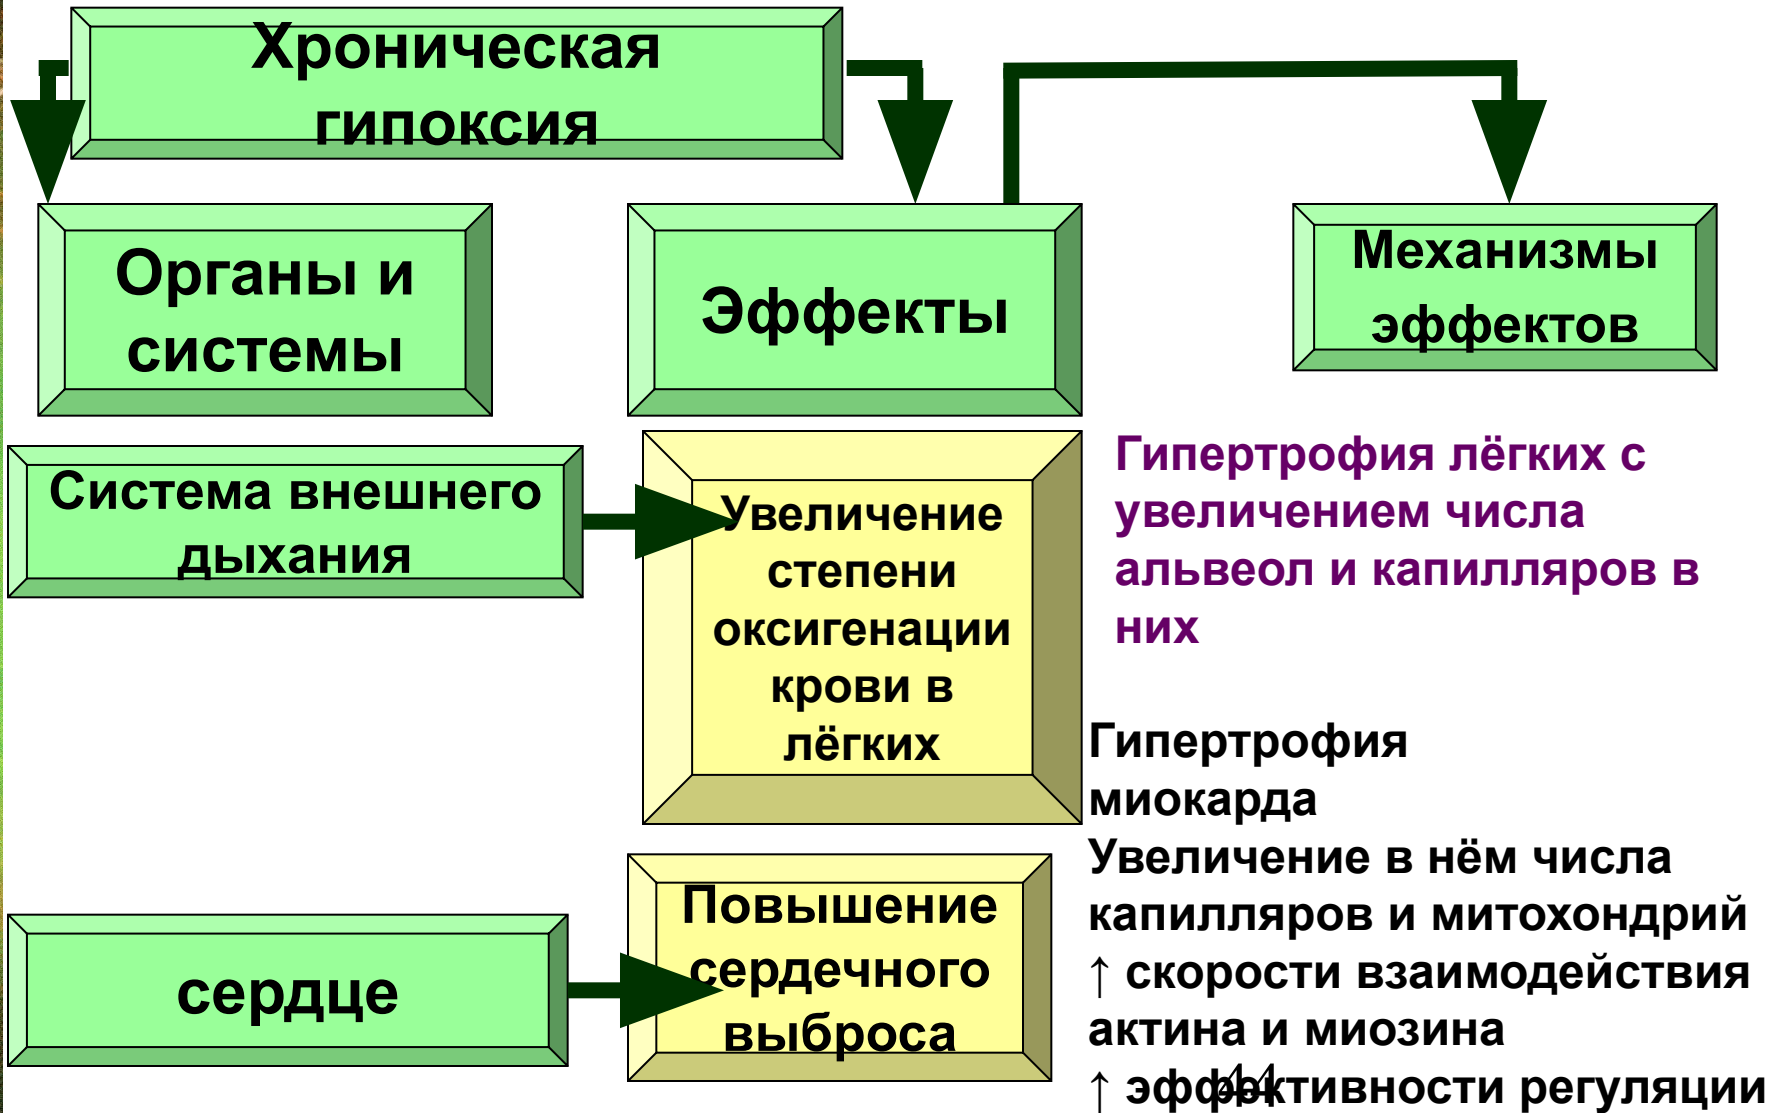 Хроническая
гипоксия
Органы и
системы
Эффекты
Механизмы
эффектов
Система внешнего
дыхания
Увеличение
степени
оксигенации
крови в
лёгких
Гипертрофия лёгких с
увеличением числа
альвеол и капилляров в
них
сердце
Повышение
сердечного
выброса
Гипертрофия
миокарда
Увеличение в нём числа
капилляров и митохондрий
↑ скорости взаимодействия
актина и миозина
↑ эффективности регуляции
44